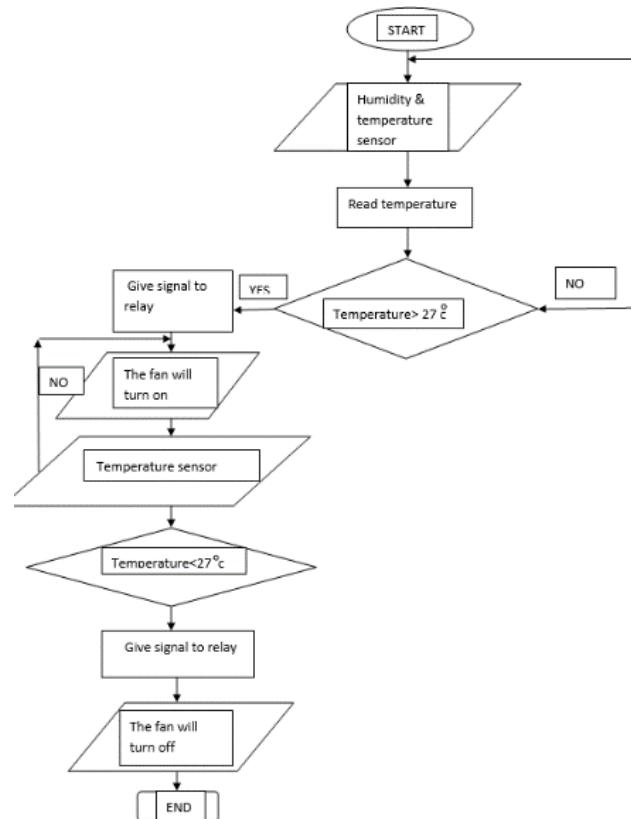 START
Humidity &
temperature
sensor
Read temperature
Temperature> 27 °c
YES
NO
Give signal to
relay
The fan will
turn on
NO
Temperature sensor
Temperature<27°c
Give signal to relay
The fan will
turn off
END